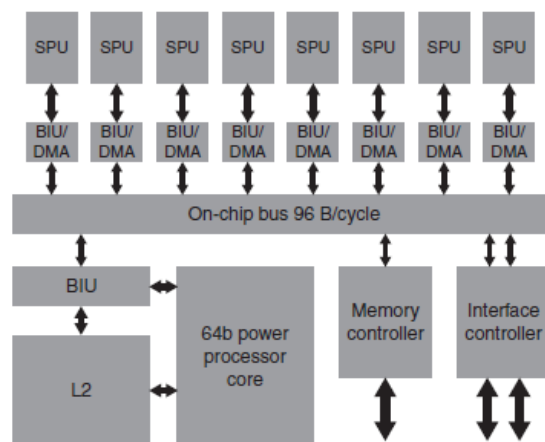 SPU
SPU
SPU
SPU
SPU
SPU
SPU
SPU
BIU/
DMA
BIU/
DMA
BIU/
DMA
BIU/
DMA
BIU/
DMA
BIU/
DMA
BIU/
DMA
BIU/
DMA
On-chip bus 96 B/cycle
BIU
L2
64b power
processor
core
Memory
controller
Interface
controller